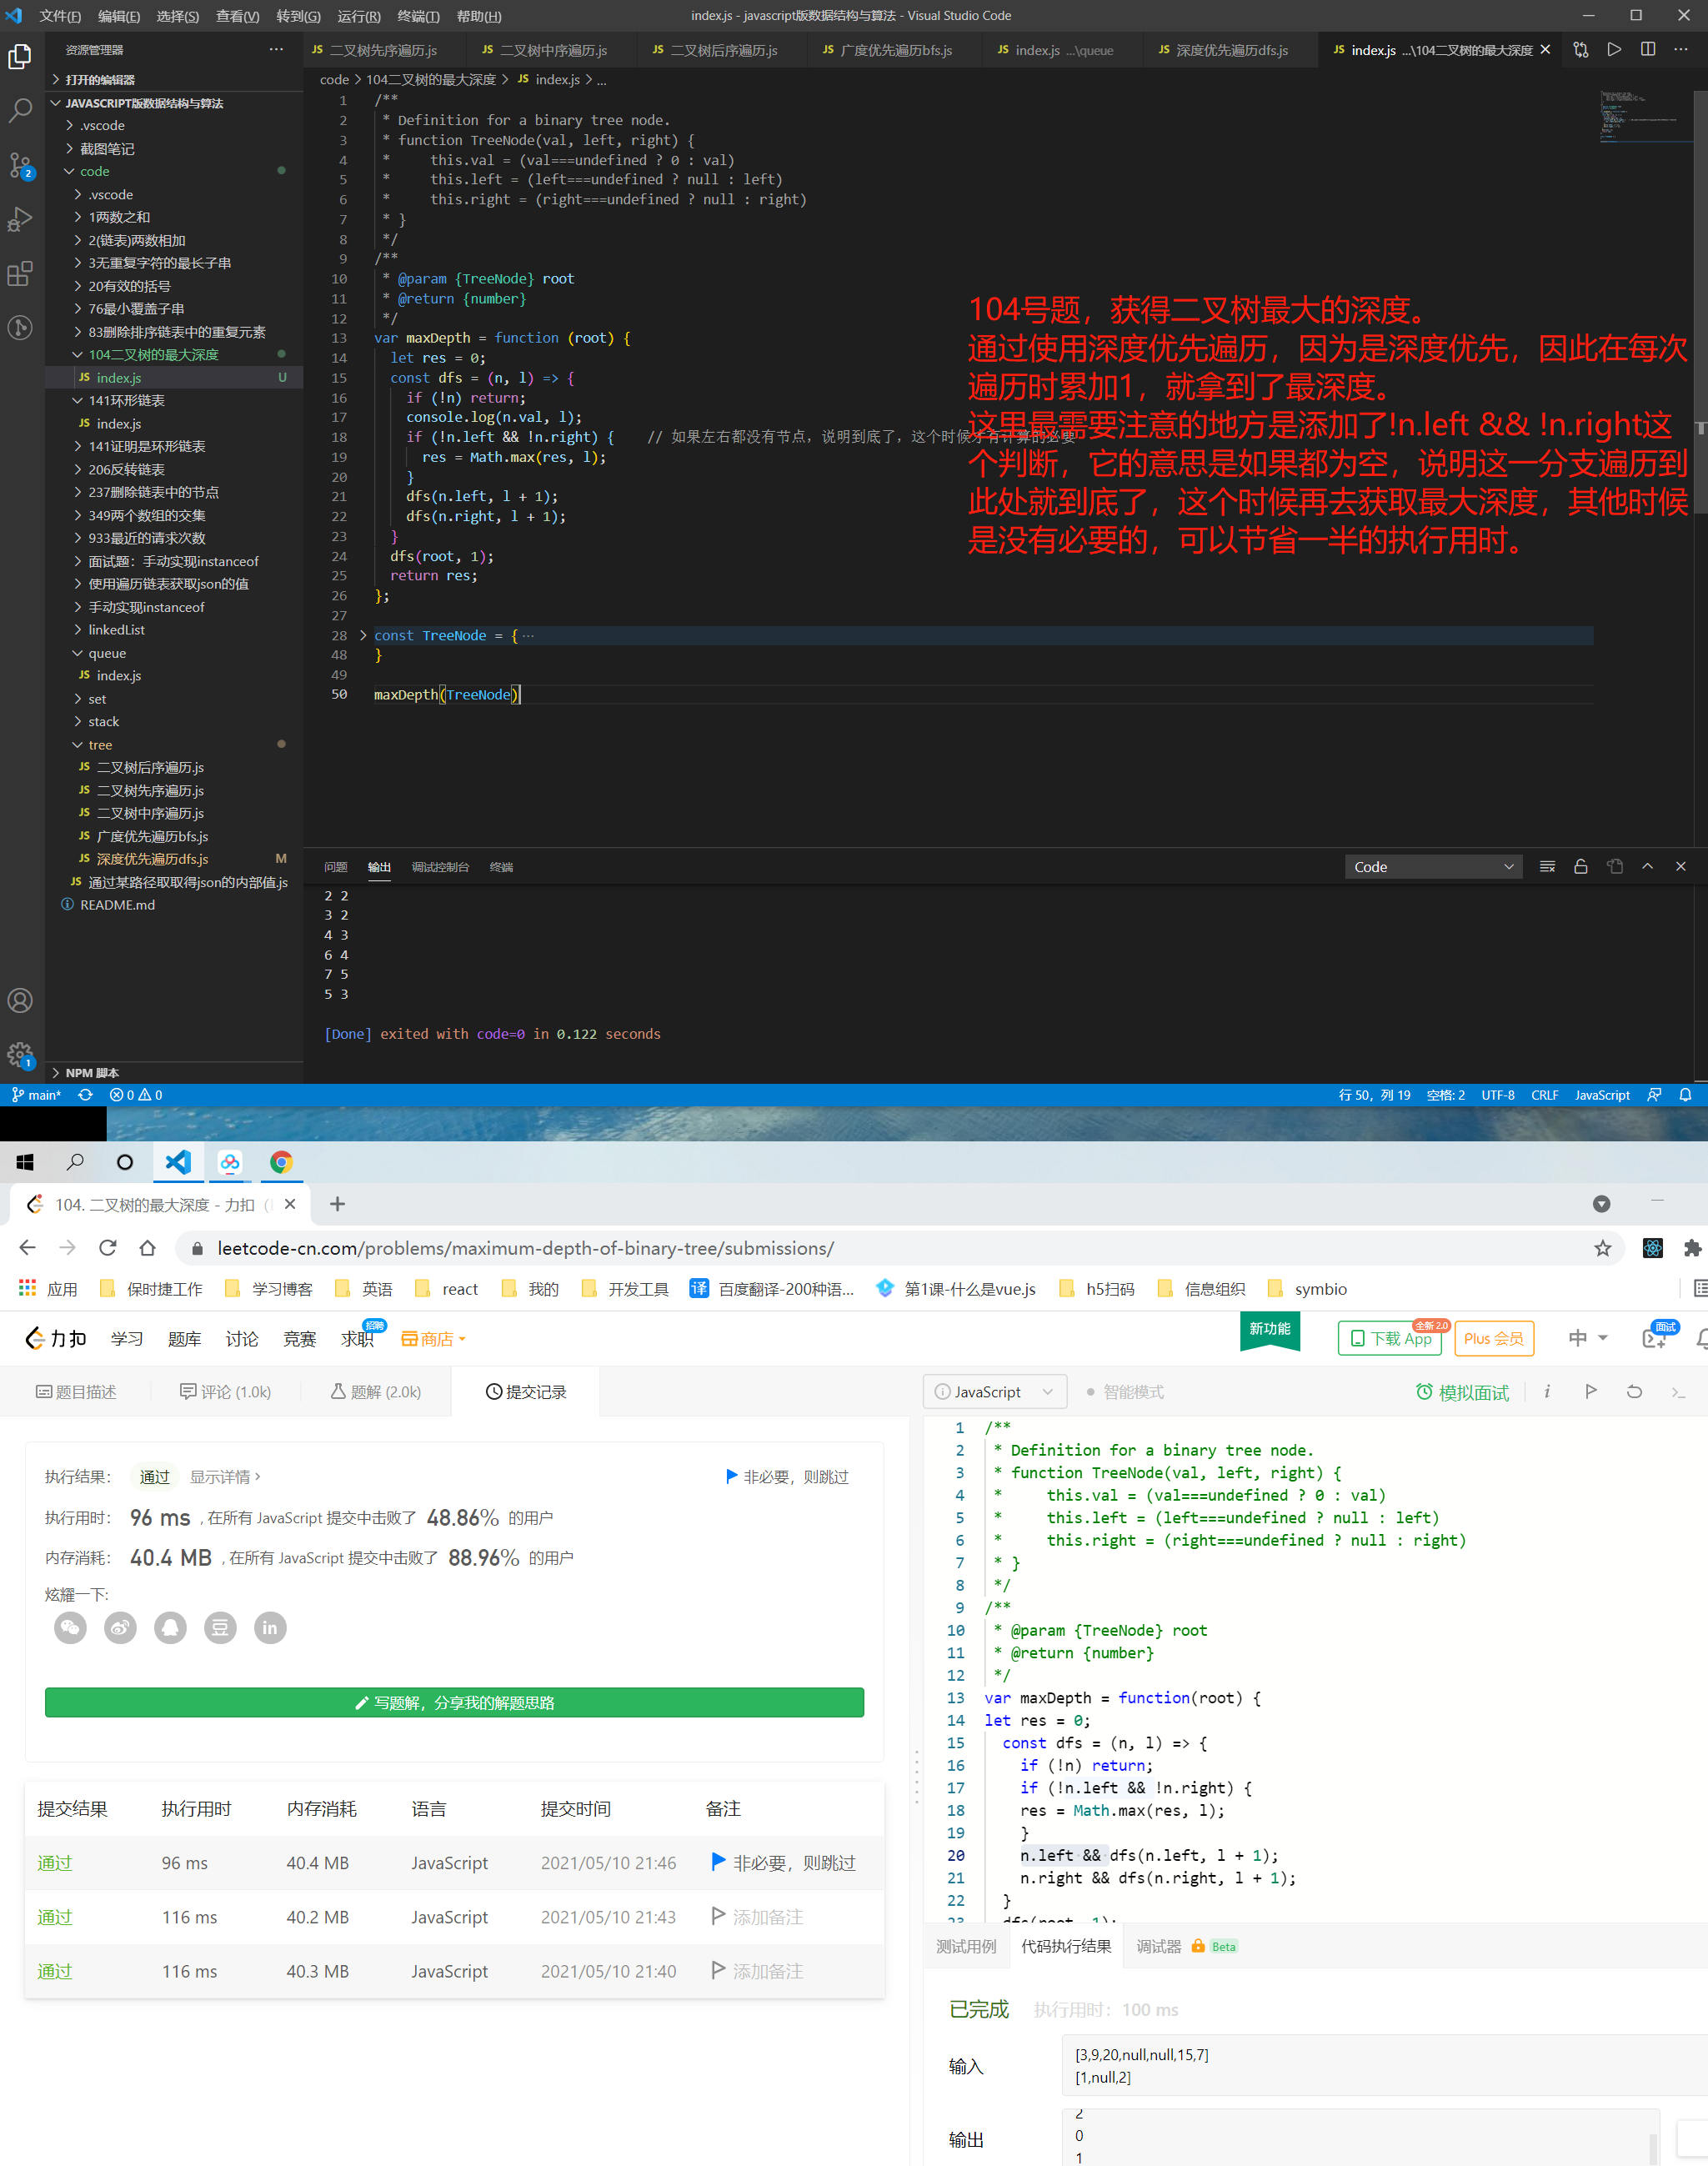 文件(F) 编辑(E) 选择(S) 查看(V) 转到(G) 运行(R) 终端(T) 帮助(H) index.js - javascript版数据结构与算法 - Visual Studio Code
资源管理器
JS 二叉树先序遍历.js JS 二叉树中序遍历.js JS 二叉树后序遍历.js JS 广度优先遍历bfs.js JS index.js ...\queue JS 深度优先遍历dfs.js JS index.js ...\104二叉树的最大深度
打开的编辑器
JAVASCRIPT版数据结构与算法
.vscode
截图笔记
code
.vscode
1两数之和
2(链表)两数相加
3无重复字符的最长子串
20有效的括号
76最小覆盖子串
83删除排序链表中的重复元素
104二叉树的最大深度
JS index.js U
141环形链表
JS index.js
141证明是环形链表
206反转链表
237删除链表中的节点
349两个数组的交集
933最近的请求次数
面试题：手动实现instanceof
使用遍历链表获取json的值
手动实现instanceof
linkedList
queue
JS index.js
set
stack
tree
JS 二叉树后序遍历.js
JS 二叉树先序遍历.js
JS 二叉树中序遍历.js
JS 广度优先遍历bfs.js
JS 深度优先遍历dfs.js M
JS 通过某路径取取得json的内部值.js
README.md
NPM 脚本
2
1
code > 104二叉树的最大深度 > JS index.js > ...
1 /**
2 * Definition for a binary tree node.
3 * function TreeNode(val, left, right) {
4 *     this.val = (val===undefined ? 0 : val)
5 *     this.left = (left===undefined ? null : left)
6 *     this.right = (right===undefined ? null : right)
7 * }
8 */
9 /**
10 * @param {TreeNode} root
11 * @return {number}
12 */
13 var maxDepth = function (root) {
14 let res = 0;
15 const dfs = (n, l) => {
16 if (!n) return;
17 console.log(n.val, l);
18 if (!n.left && !n.right) { // 如果左右都没有节点，说明到底了，这个时候才有计算的必要
19 res = Math.max(res, l);
20 }
21 dfs(n.left, l + 1);
22 dfs(n.right, l + 1);
23 }
24 dfs(root, 1);
25 return res;
26 };
27
28 const TreeNode = { ...
48 }
49
50 maxDepth(TreeNode)
104号题，获得二叉树最大的深度。
通过使用深度优先遍历，因为是深度优先，因此在每次
遍历时累加1，就拿到了最深度。
这里最需要注意的地方是添加了!n.left && !n.right这
个判断，它的意思是如果都为空，说明这一分支遍历到
此处就到底了，这个时候再去获取最大深度，其他时候
是没有必要的，可以节省一半的执行用时。
问题 输出 调试控制台 终端 Code
2 2
3 2
4 3
6 4
7 5
5 3
[Done] exited with code=0 in 0.122 seconds
main* 0 0 行 50，列 19 空格: 2 UTF-8 CRLF JavaScript
104. 二叉树的最大深度 - 力扣（
leetcode-cn.com/problems/maximum-depth-of-binary-tree/submissions/
应用 保时捷工作 学习博客 英语 react 我的 开发工具 译 百度翻译-200种语... 第1课-什么是vue.js h5扫码 信息组织 symbio
力扣 学习 题库 讨论 竞赛 求职 招聘 商店 新功能 下载 App 全新 2.0 Plus 会员 中 面试
题目描述 评论 (1.0k) 题解 (2.0k) 提交记录
执行结果： 通过 显示详情 > 非必要，则跳过
执行用时： 96 ms , 在所有 JavaScript 提交中击败了 48.86% 的用户
内存消耗： 40.4 MB , 在所有 JavaScript 提交中击败了 88.96% 的用户
炫耀一下:
豆 in
写题解，分享我的解题思路
提交结果 执行用时 内存消耗 语言 提交时间 备注
通过 96 ms 40.4 MB JavaScript 2021/05/10 21:46 非必要，则跳过
通过 116 ms 40.2 MB JavaScript 2021/05/10 21:43 添加备注
通过 116 ms 40.3 MB JavaScript 2021/05/10 21:40 添加备注
JavaScript 智能模式 模拟面试
1 /**
2 * Definition for a binary tree node.
3 * function TreeNode(val, left, right) {
4 *     this.val = (val===undefined ? 0 : val)
5 *     this.left = (left===undefined ? null : left)
6 *     this.right = (right===undefined ? null : right)
7 * }
8 */
9 /**
10 * @param {TreeNode} root
11 * @return {number}
12 */
13 var maxDepth = function(root) {
14 let res = 0;
15 const dfs = (n, l) => {
16 if (!n) return;
17 if (!n.left && !n.right) {
18 res = Math.max(res, l);
19 }
20 n.left && dfs(n.left, l + 1);
21 n.right && dfs(n.right, l + 1);
22 }
23 dfs(root, 1);
测试用例 代码执行结果 调试器 Beta
已完成 执行用时：100 ms
输入
[3,9,20,null,null,15,7]
[1,null,2]
输出
2
0
1